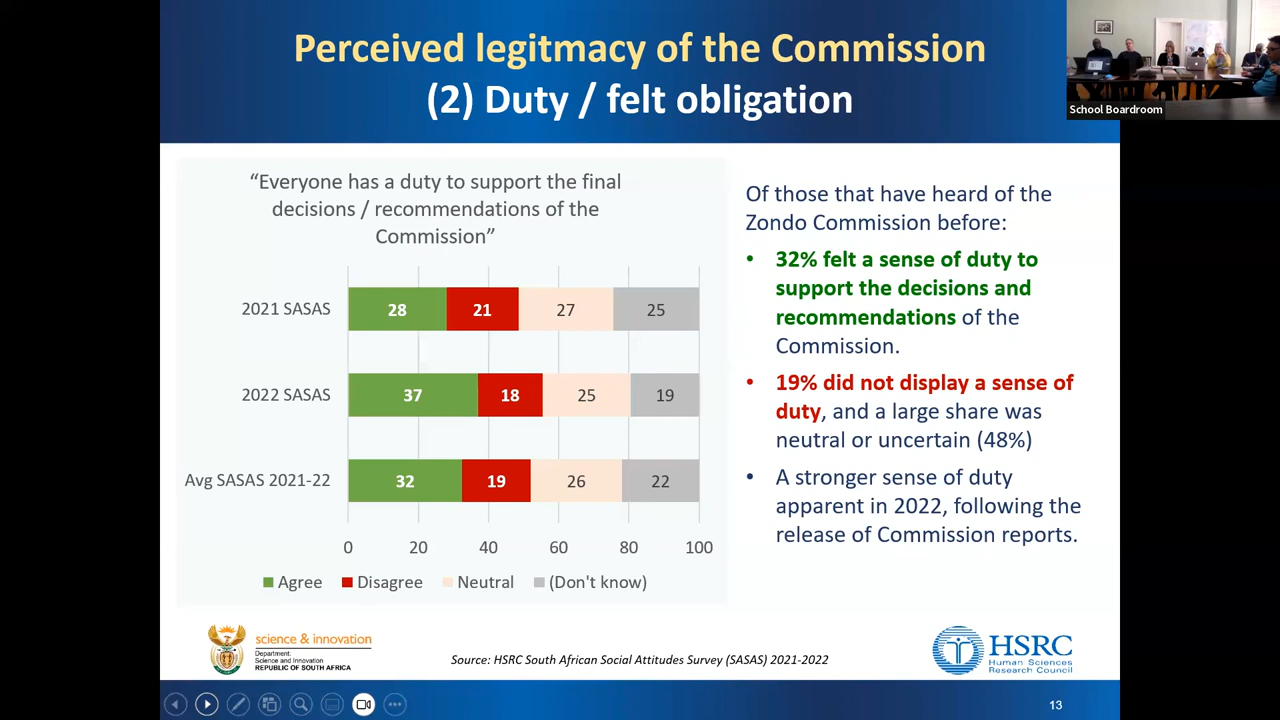 Perceived legitmacy of the Commission
(2) Duty / felt obligation
School Boardroom
“Everyone has a duty to support the final
decisions / recommendations of the
Commission”
2021 SASAS 28 21 27 25
2022 SASAS 37 18 25 19
Avg SASAS 2021-22 32 19 26 22
0 20 40 60 80 100
Agree Disagree Neutral (Don't know)
Of those that have heard of the
Zondo Commission before:
• 32% felt a sense of duty to
support the decisions and
recommendations of the
Commission.
• 19% did not display a sense of
duty, and a large share was
neutral or uncertain (48%)
• A stronger sense of duty
apparent in 2022, following the
release of Commission reports.
science & innovation
Department:
Science and Innovation
REPUBLIC OF SOUTH AFRICA
Source: HSRC South African Social Attitudes Survey (SASAS) 2021-2022
HSRC
Human Sciences
Research Council
13